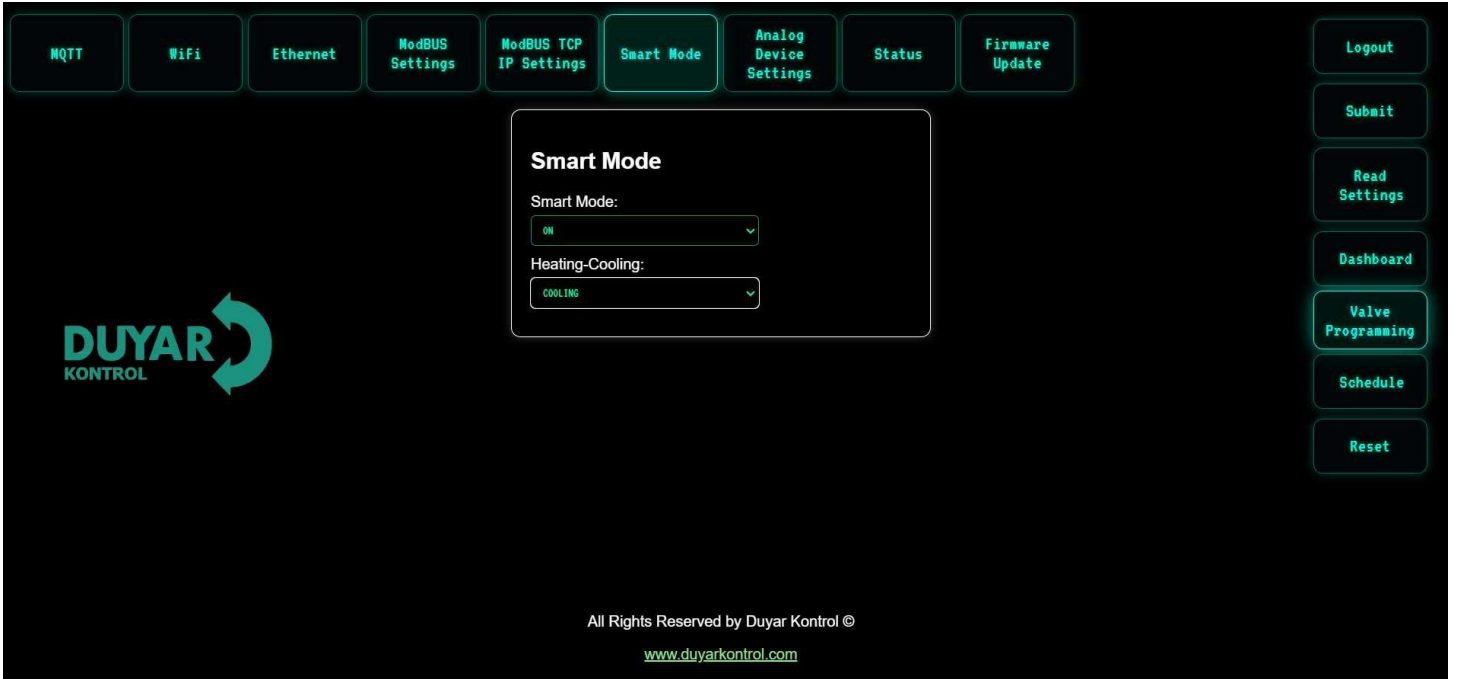 MQTT
WiFi
Ethernet
ModBUS
Settings
ModBUS TCP
IP Settings
Smart Mode
Analog
Device
Settings
Status
Firmware
Update
Logout
Submit
Read
Settings
Dashboard
Valve
Programming
Schedule
Reset
Smart Mode
Smart Mode:
ON
Heating-Cooling:
COOLING
DUYAR
KONTROL
All Rights Reserved by Duyar Kontrol ©
www.duyarkontrol.com